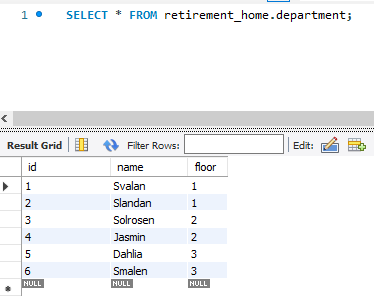 1 SELECT * FROM retirement_home.department;
Result Grid Filter Rows: Edit:
id name floor
1 Svalan 1
2 Slandan 1
3 Solrosen 2
4 Jasmin 2
5 Dahlia 3
6 Smalen 3
NULL NULL NULL